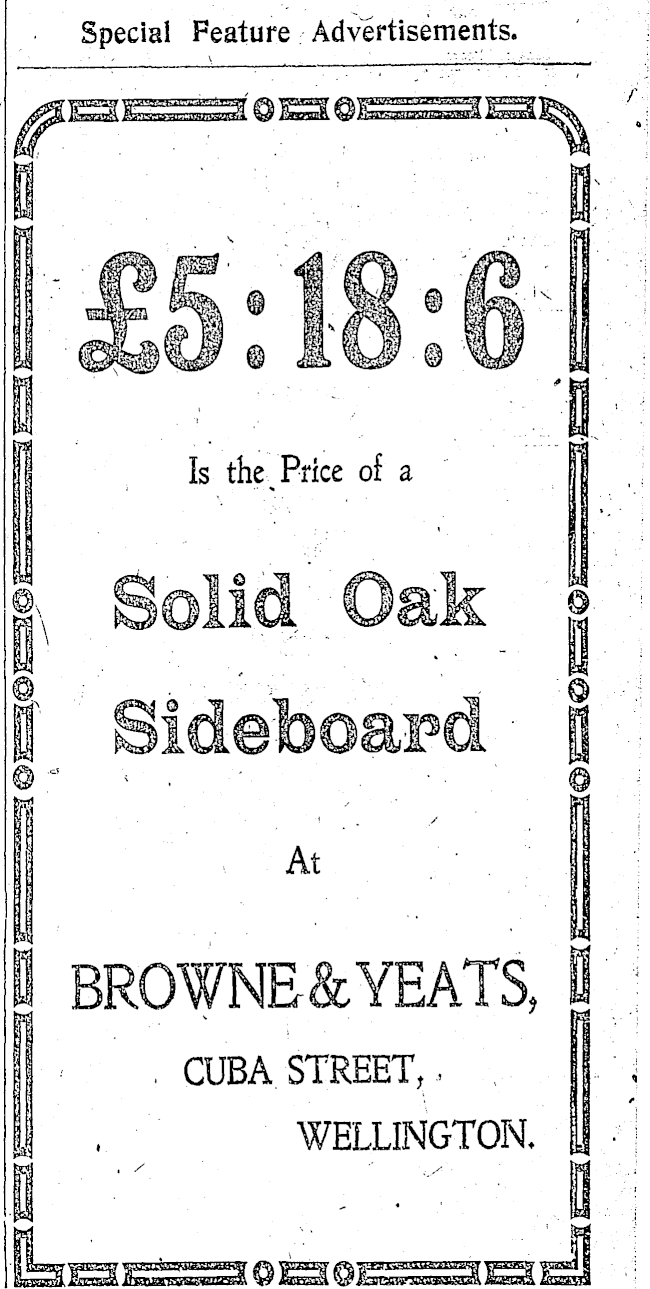 Special Feature Advertisements.
£5:18:6
Is the Price of a
Solid Oak
Sideboard
At
BROWNE & YEATS,
CUBA STREET,
WELLINGTON.